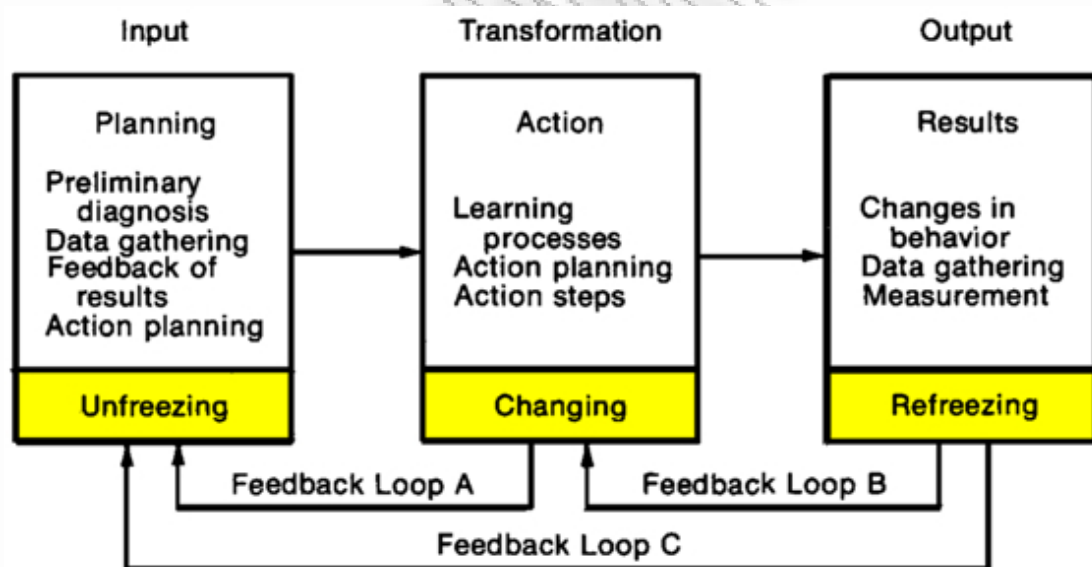 Input
Transformation
Output
Planning
Preliminary
diagnosis
Data gathering
Feedback of
results
Action planning
Unfreezing
Action
Learning
processes
Action planning
Action steps
Changing
Results
Changes in
behavior
Data gathering
Measurement
Refreezing
Feedback Loop A
Feedback Loop B
Feedback Loop C